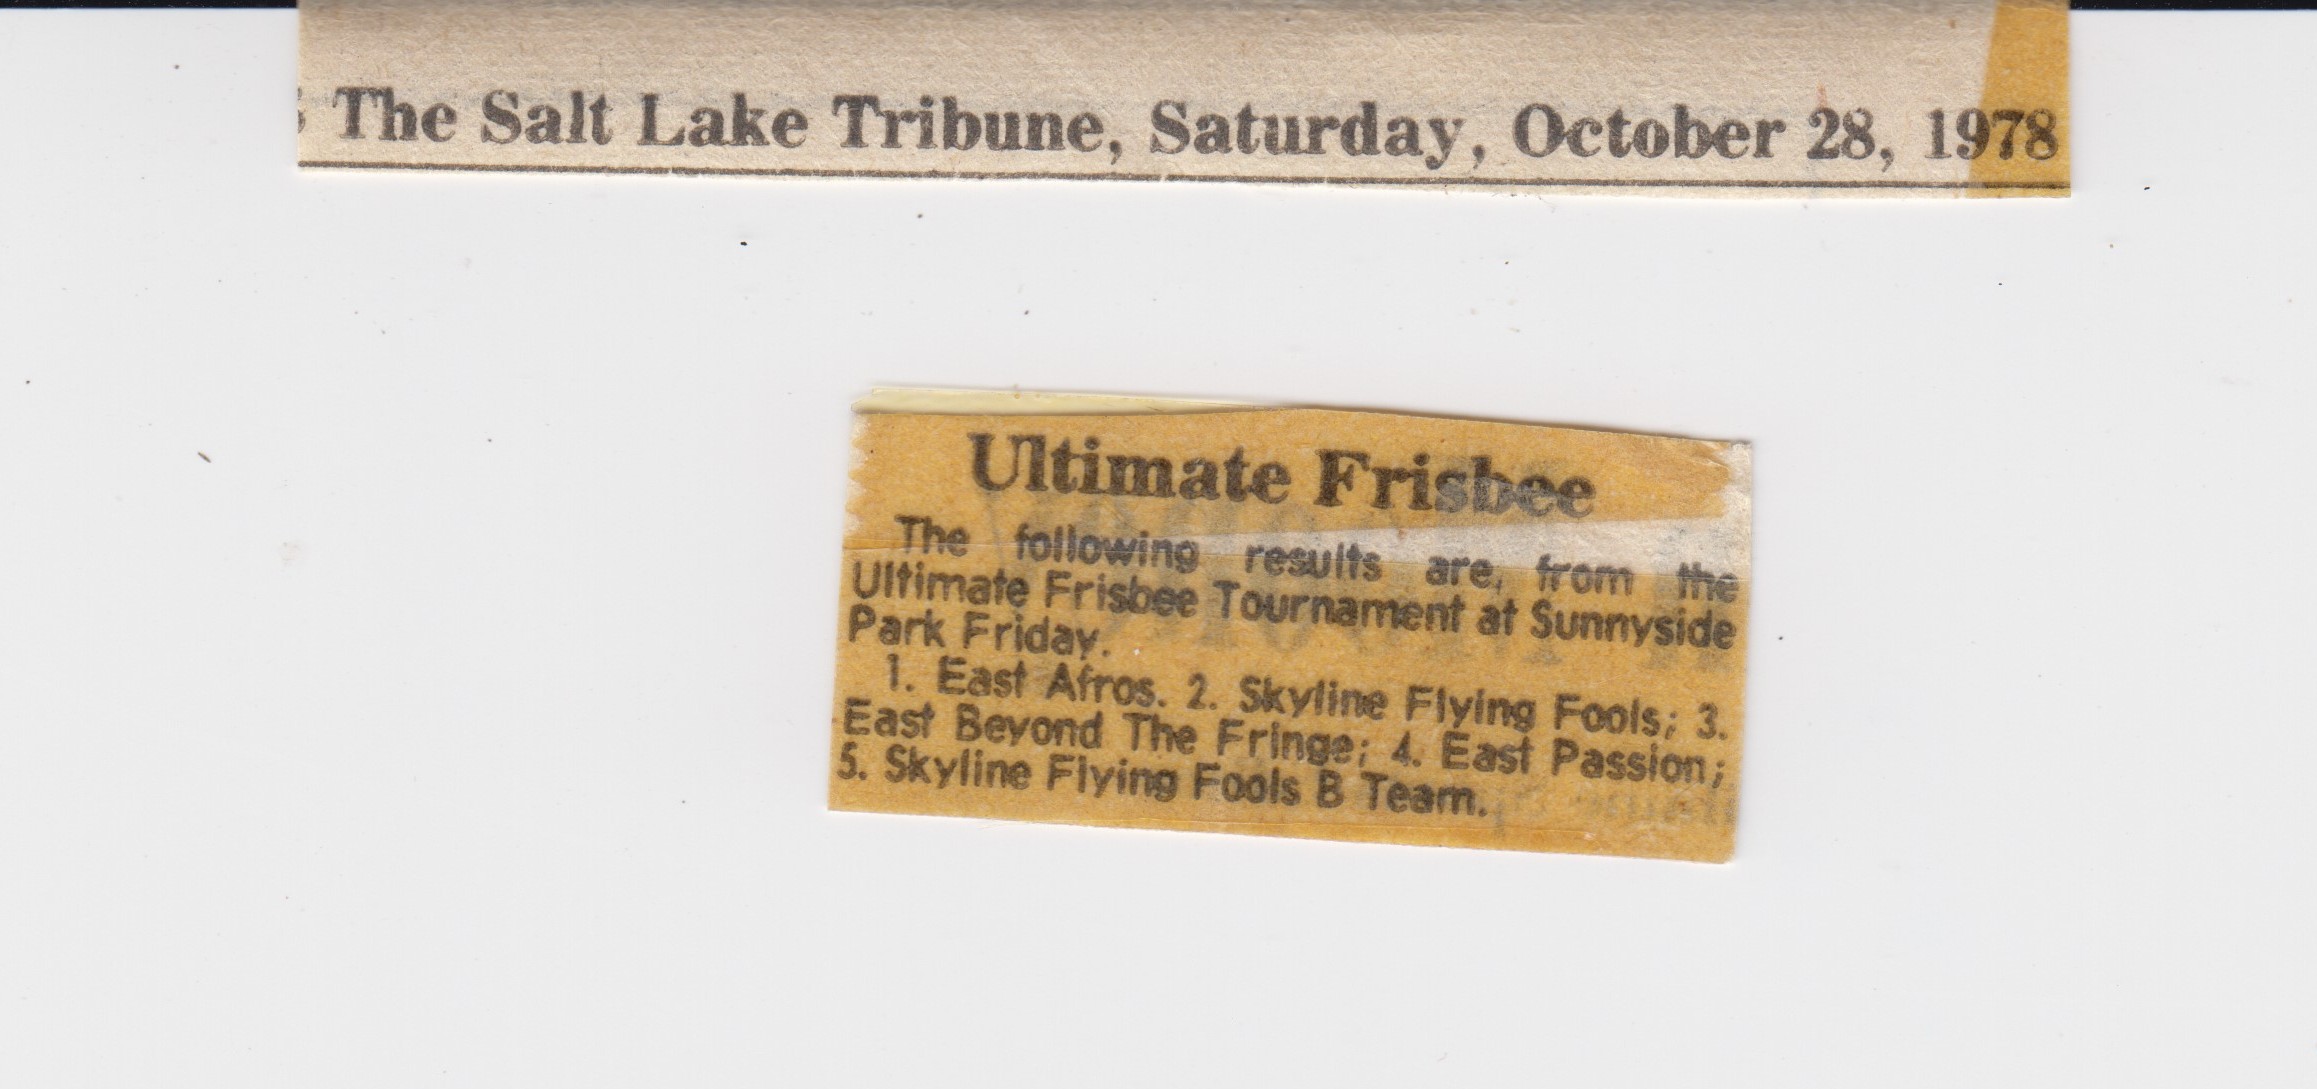 The Salt Lake Tribune, Saturday, October 28, 1978
Ultimate Frisbee
The following results are, from the
Ultimate Frisbee Tournament at Sunnyside
Park Friday.
1. East Afros. 2. Skyline Flying Fools; 3.
East Beyond The Fringe; 4. East Passion;
5. Skyline Flying Fools B Team.